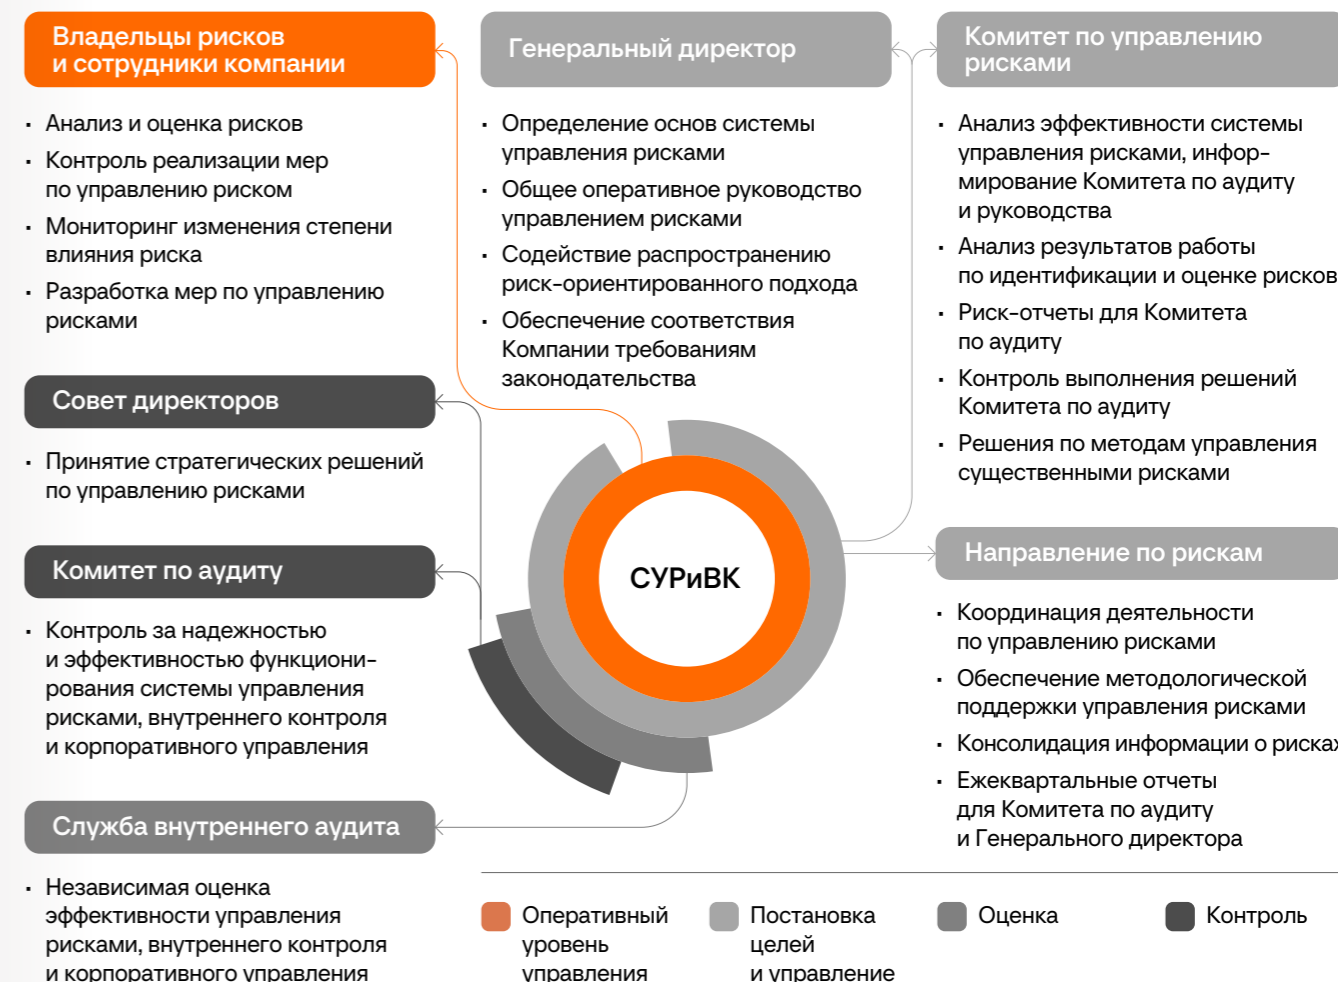 Владельцы рисков
и сотрудники компании
· Анализ и оценка рисков
· Контроль реализации мер
по управлению риском
· Мониторинг изменения степени
влияния риска
· Разработка мер по управлению
рисками
Совет директоров
· Принятие стратегических решений
по управлению рисками
Комитет по аудиту
· Контроль за надежностью
и эффективностью функциони-
рования системы управления
рисками, внутреннего контроля
и корпоративного управления
Служба внутреннего аудита
· Независимая оценка
эффективности управления
рисками, внутреннего контроля
и корпоративного управления
Генеральный директор
· Определение основ системы
управления рисками
· Общее оперативное руководство
управлением рисками
· Содействие распространению
риск-ориентированного подхода
· Обеспечение соответствия
Компании требованиям
законодательства
СУРиВК
Комитет по управлению
рисками
· Анализ эффективности системы
управления рисками, инфор-
мирование Комитета по аудиту
и руководства
· Анализ результатов работы
по идентификации и оценке рисков
· Риск-отчеты для Комитета
по аудиту
· Контроль выполнения решений
Комитета по аудиту
· Решения по методам управления
существенными рисками
Направление по рискам
· Координация деятельности
по управлению рисками
· Обеспечение методологической
поддержки управления рисками
· Консолидация информации о рисках
· Ежеквартальные отчеты
для Комитета по аудиту
и Генерального директора
Оперативный
уровень
управления
Постановка
целей
и управление
Оценка
Контроль